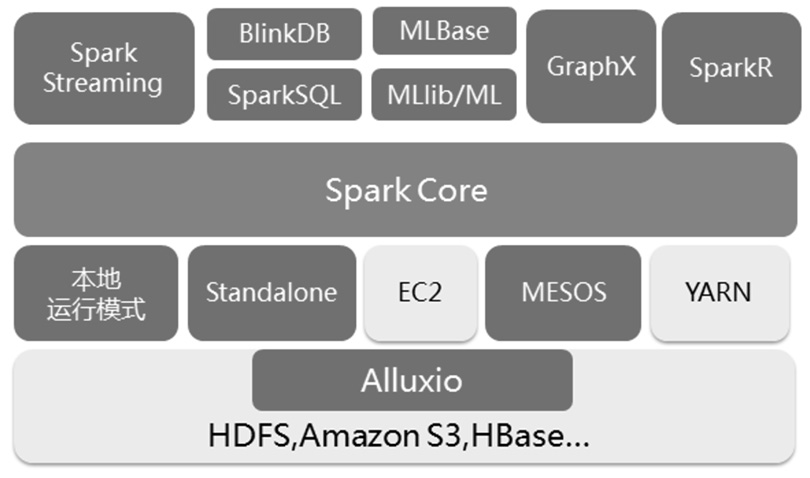 Spark
Streaming
BlinkDB
SparkSQL
MLBase
MLlib/ML
GraphX
SparkR
Spark Core
本地
运行模式
Standalone
EC2
MESOS
YARN
Alluxio
HDFS,Amazon S3,HBase...